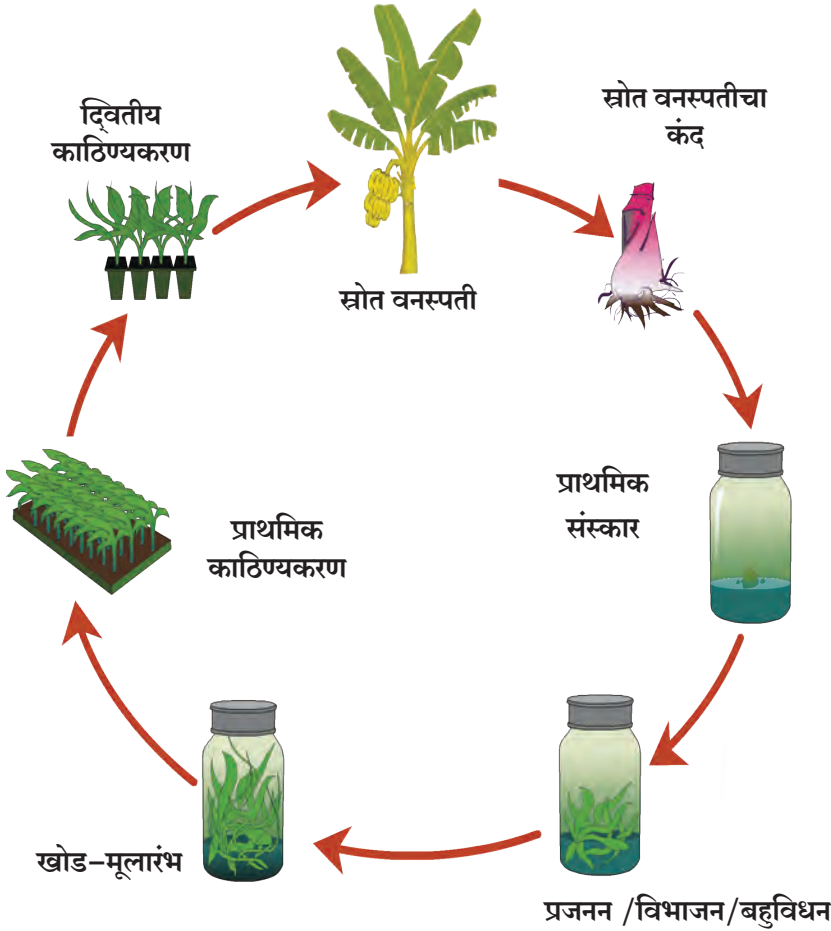 स्रोत वनस्पती
स्रोत वनस्पतीचा
कंद
प्राथमिक
संस्कार
प्रजनन /विभाजन/बहुविधन
खोड–मूलारंभ
प्राथमिक
काठिण्यकरण
द्वितीय
काठिण्यकरण